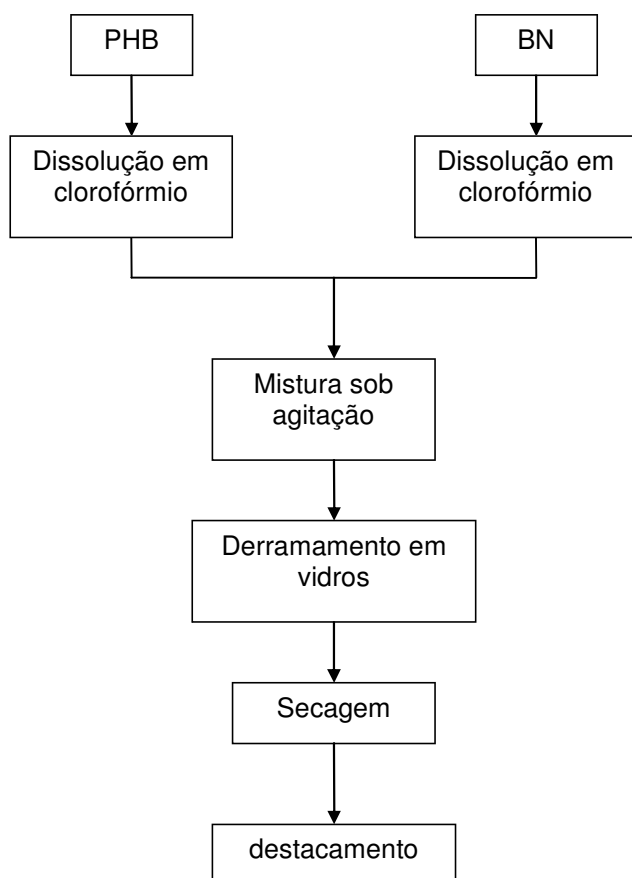 PHB
BN
Dissolução em
clorofórmio
Dissolução em
clorofórmio
Mistura sob
agitação
Derramamento em
vidros
Secagem
destacamento